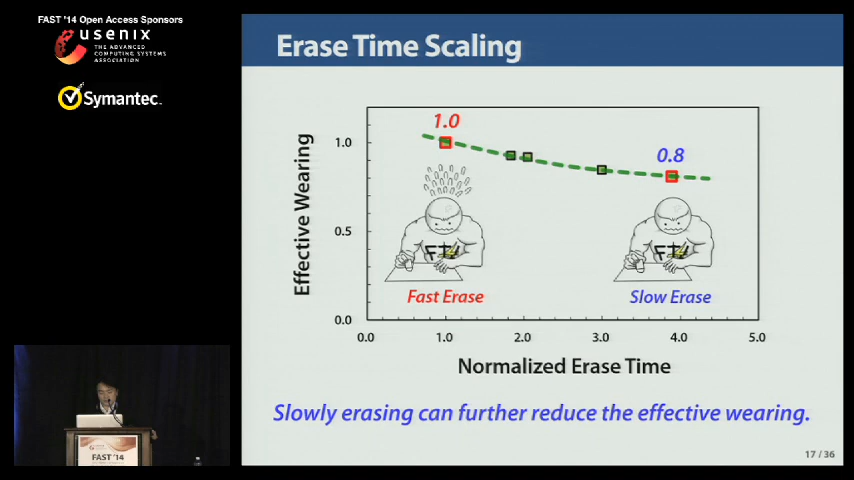 FAST '14 Open Access Sponsors
usenix
THE ADVANCED
COMPUTING SYSTEMS
ASSOCIATION
Symantec.
Erase Time Scaling
Effective Wearing
1.0
0.5
0.0
1.0
0.8
FTL
FTL
Fast Erase
Slow Erase
0.0 1.0 2.0 3.0 4.0 5.0
Normalized Erase Time
Slowly erasing can further reduce the effective wearing.
17 / 36
FAST '14